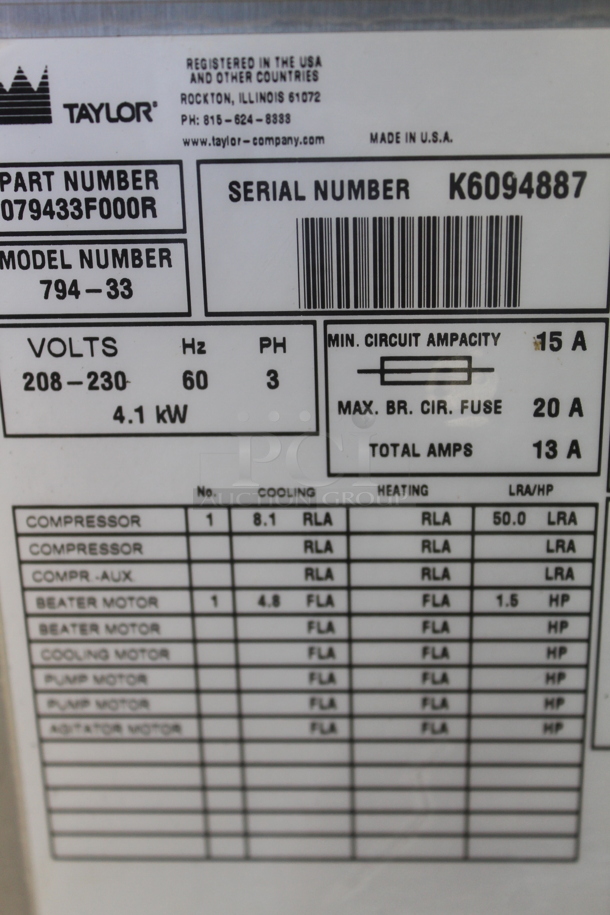 TAYLOR®
REGISTERED IN THE USA
AND OTHER COUNTRIES
ROCKTON, ILLINOIS 61072
PH: 815-624-8333
www.taylor-company.com MADE IN U.S.A.
PART NUMBER
079433F000R
SERIAL NUMBER K6094887
MODEL NUMBER
794-33
VOLTS Hz PH
208-230 60 3
4.1 kW
MIN. CIRCUIT AMPACITY 15 A
MAX. BR. CIR. FUSE 20 A
TOTAL AMPS 13 A
PCI
AUCTION GROUP
No. COOLING HEATING LRA/HP
COMPRESSOR 1 8.1 RLA RLA 50.0 LRA
COMPRESSOR RLA RLA LRA
COMPR.-AUX. RLA RLA LRA
BEATER MOTOR 1 4.8 FLA FLA 1.5 HP
BEATER MOTOR FLA FLA HP
COOLING MOTOR FLA FLA HP
PUMP MOTOR FLA FLA HP
PUMP MOTOR FLA FLA HP
AGITATOR MOTOR FLA FLA HP